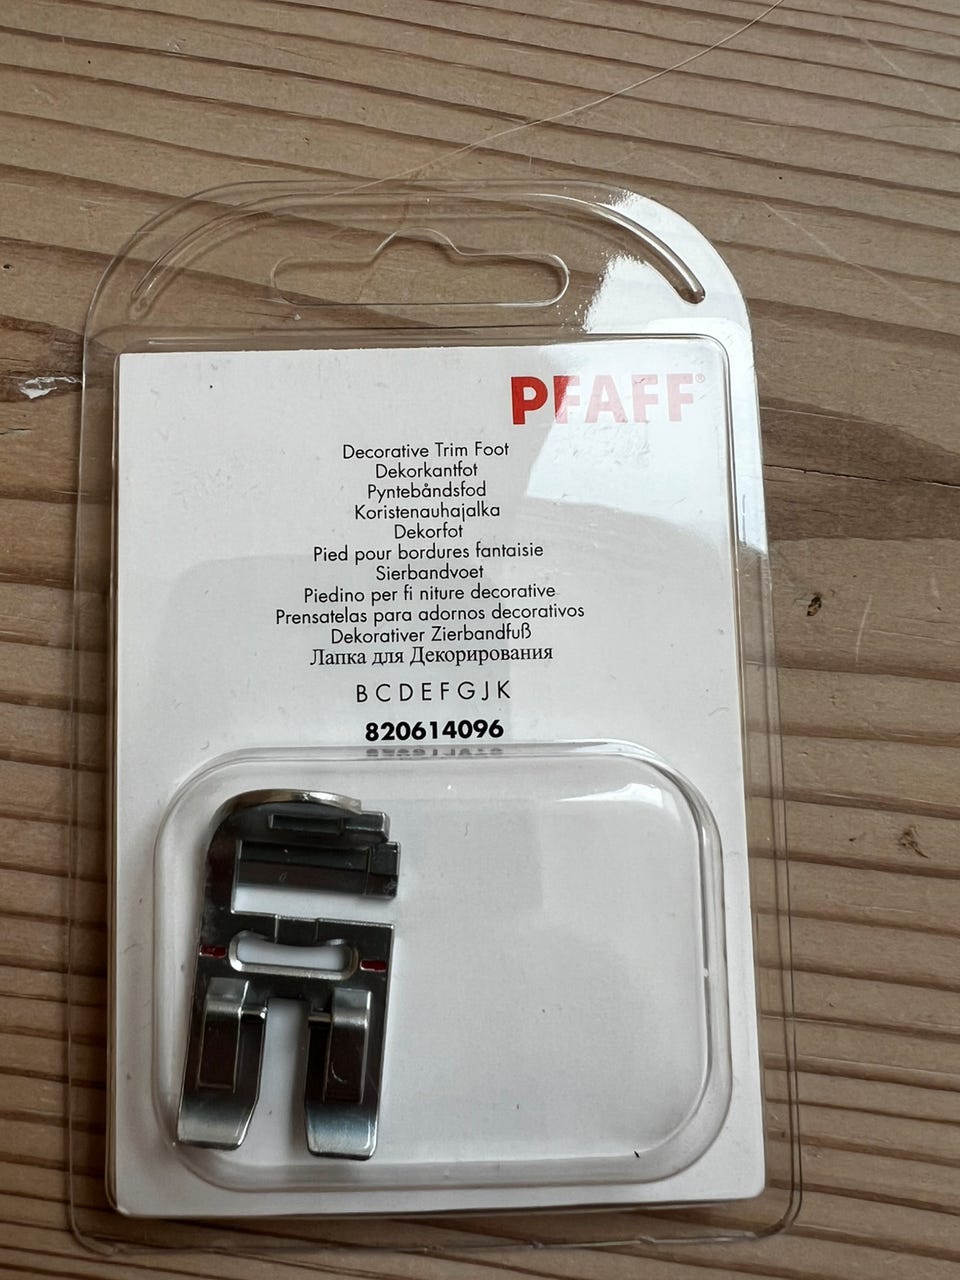 PFAFF®
Decorative Trim Foot
Dekorkantfot
Pyntebåndsfod
Koristenauhajalka
Dekorfot
Pied pour bordures fantaisie
Sierbandvoet
Piedino per fi niture decorative
Prensatelas para adornos decorativos
Dekorativer Zierbandfuß
Лапка для Декорирования
B C D E F G J K
820614096